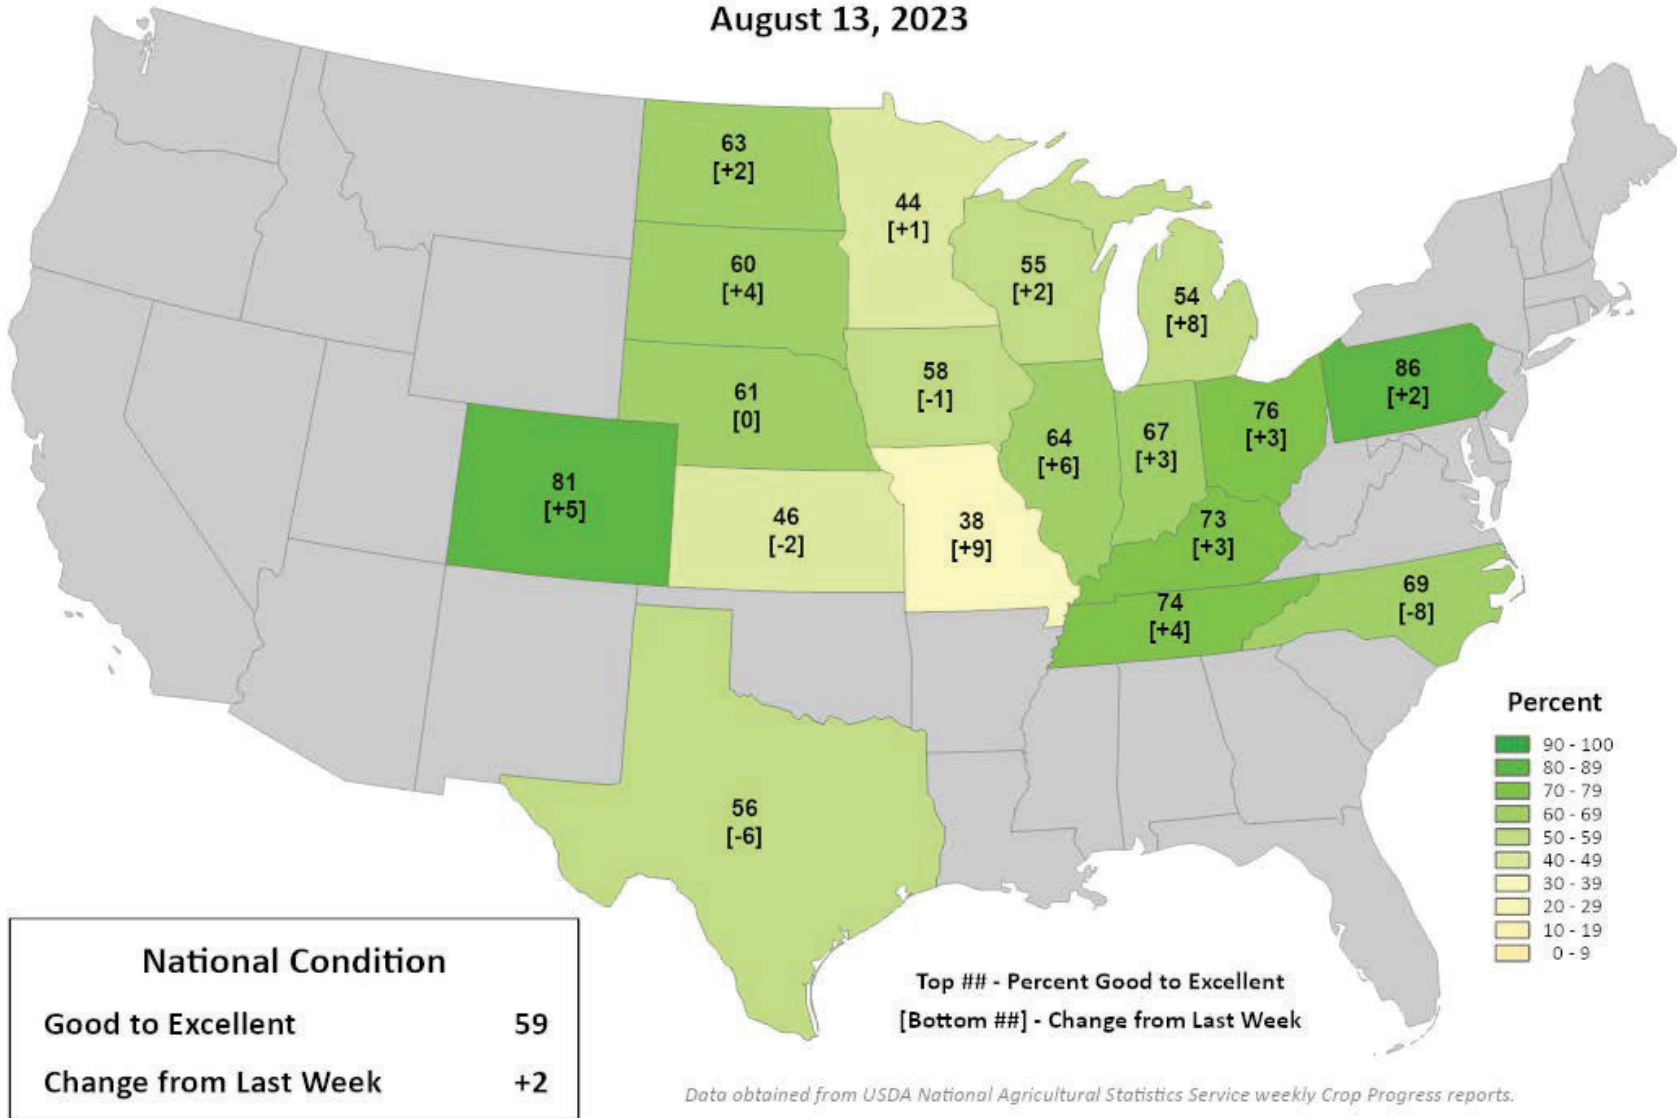 August 13, 2023
63
[+2]
44
[+1]
60
[+4]
55
[+2]
54
[+8]
61
[0]
58
[-1]
86
[+2]
64
[+6]
67
[+3]
76
[+3]
81
[+5]
46
[-2]
38
[+9]
73
[+3]
74
[+4]
69
[-8]
56
[-6]
Percent
90 - 100
80 - 89
70 - 79
60 - 69
50 - 59
40 - 49
30 - 39
20 - 29
10 - 19
0 - 9
National Condition
Good to Excellent 59
Change from Last Week +2
Top ## - Percent Good to Excellent
[Bottom ##] - Change from Last Week
Data obtained from USDA National Agricultural Statistics Service weekly Crop Progress reports.